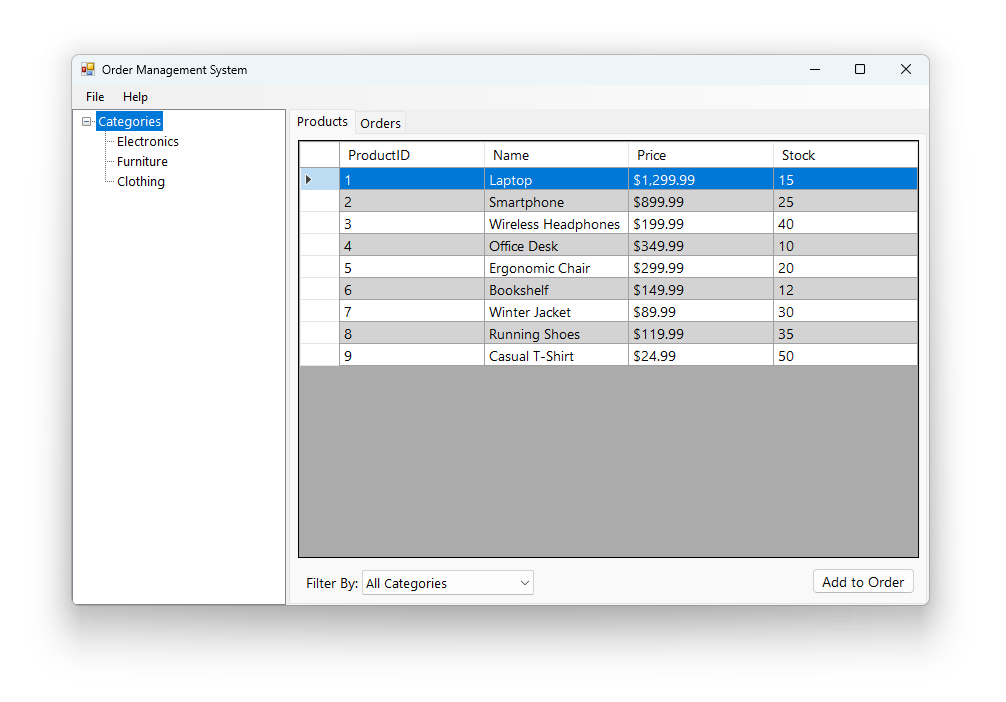 Order Management System
File Help
Categories
Electronics
Furniture
Clothing
Products Orders
ProductID Name Price Stock
1 Laptop $1,299.99 15
2 Smartphone $899.99 25
3 Wireless Headphones $199.99 40
4 Office Desk $349.99 10
5 Ergonomic Chair $299.99 20
6 Bookshelf $149.99 12
7 Winter Jacket $89.99 30
8 Running Shoes $119.99 35
9 Casual T-Shirt $24.99 50
Filter By: All Categories Add to Order